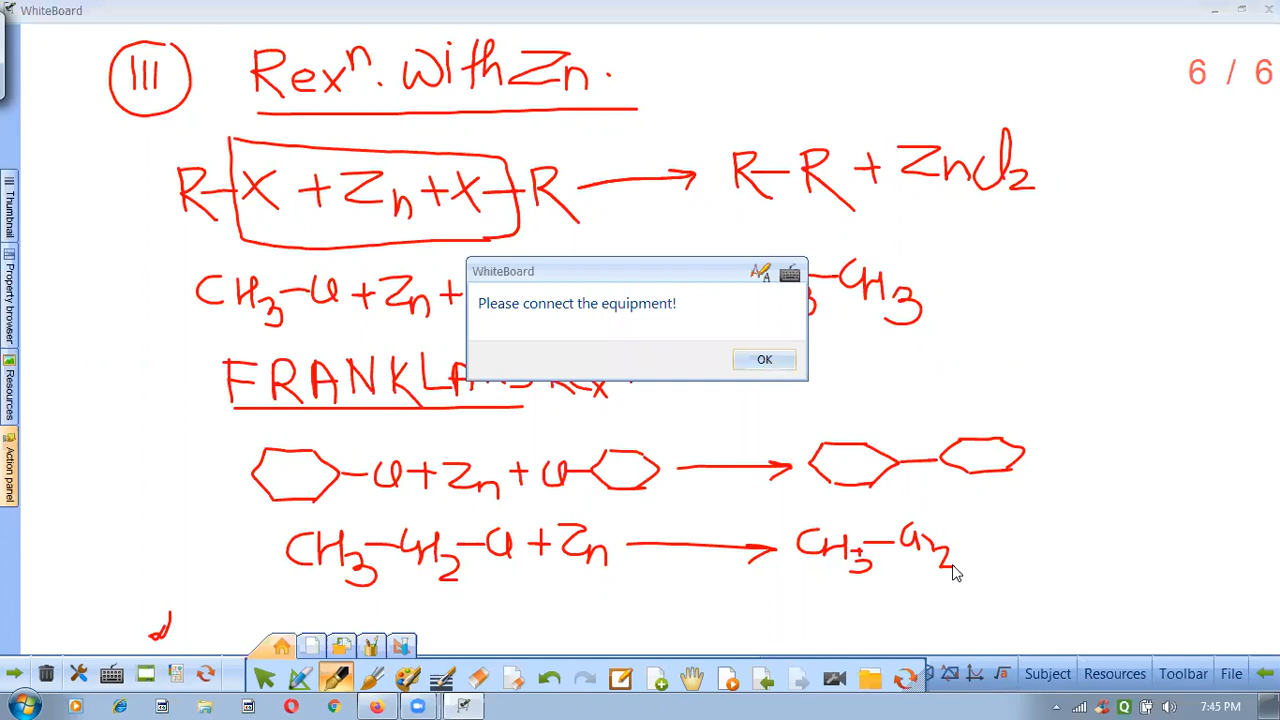 WhiteBoard
III Rexⁿ. With Zn.
6 / 6
R-X + Zn + X-R → R-R + ZnCl₂
CH₃-Cl + Zn + -CH₃
WhiteBoard
Please connect the equipment!
OK
FRANKLAND Rexⁿ
-Cl + Zn + Cl- → -
CH₃-CH₂-Cl + Zn → CH₃-CH₂
Thumbnail
Property browser
Resources
Action panel
Subject Resources Toolbar File
7:45 PM